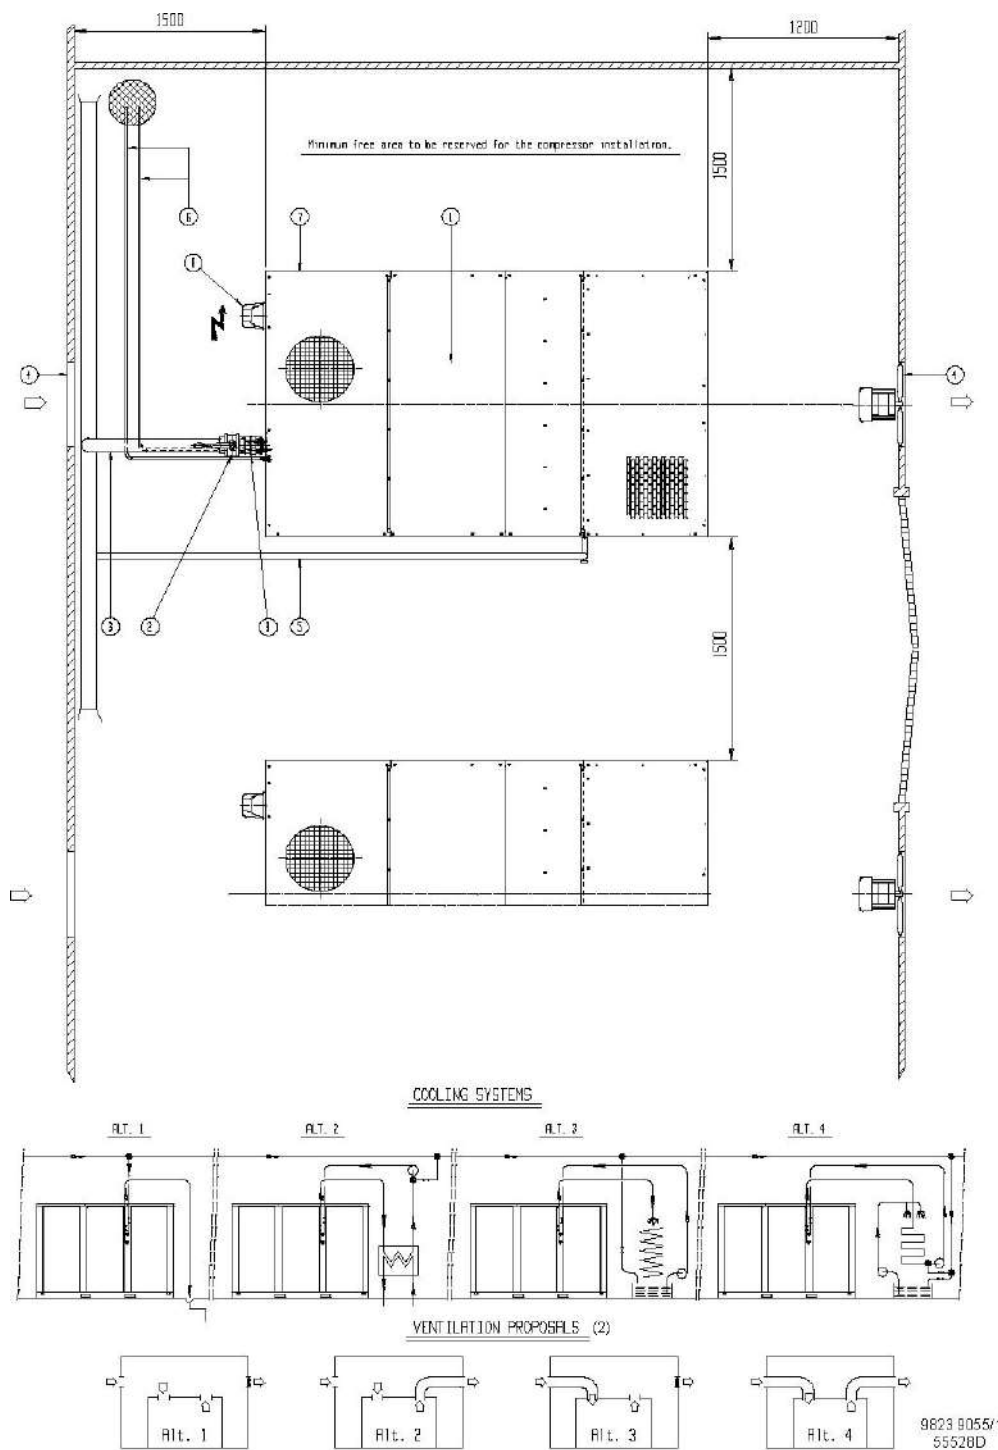 1500
1200
Minimum free area to be reserved for the compressor installation.
1500
6
7
1
4
4
3
2
5
1500
COOLING SYSTEMS
ALT. 1
ALT. 2
ALT. 3
ALT. 4
VENTILATION PROPOSALS (2)
Alt. 1
Alt. 2
Alt. 3
Alt. 4
9823 9055/1
55528D